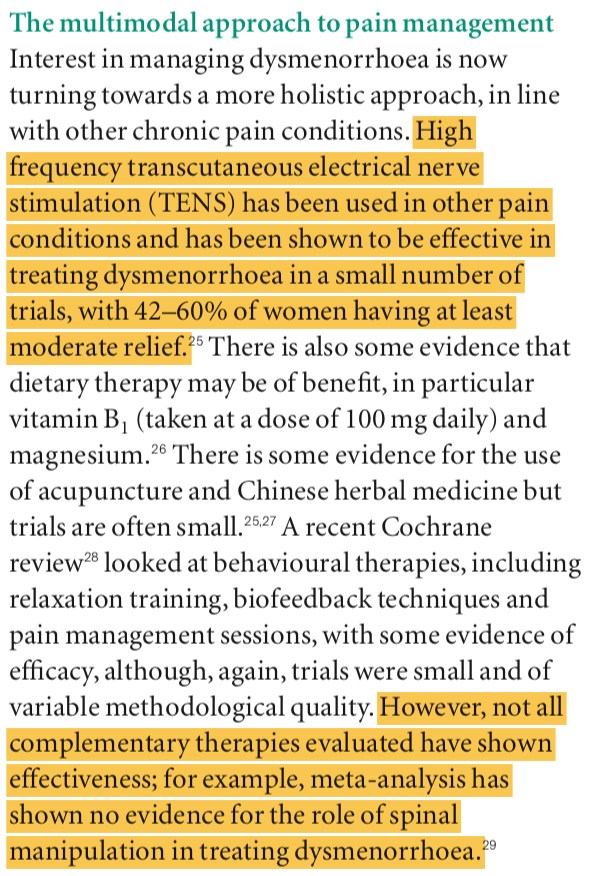 The multimodal approach to pain management
Interest in managing dysmenorrhoea is now
turning towards a more holistic approach, in line
with other chronic pain conditions. High
frequency transcutaneous electrical nerve
stimulation (TENS) has been used in other pain
conditions and has been shown to be effective in
treating dysmenorrhoea in a small number of
trials, with 42–60% of women having at least
moderate relief.²⁵ There is also some evidence that
dietary therapy may be of benefit, in particular
vitamin B₁ (taken at a dose of 100 mg daily) and
magnesium.²⁶ There is some evidence for the use
of acupuncture and Chinese herbal medicine but
trials are often small.²⁵,²⁷ A recent Cochrane
review²⁸ looked at behavioural therapies, including
relaxation training, biofeedback techniques and
pain management sessions, with some evidence of
efficacy, although, again, trials were small and of
variable methodological quality. However, not all
complementary therapies evaluated have shown
effectiveness; for example, meta-analysis has
shown no evidence for the role of spinal
manipulation in treating dysmenorrhoea.²⁹